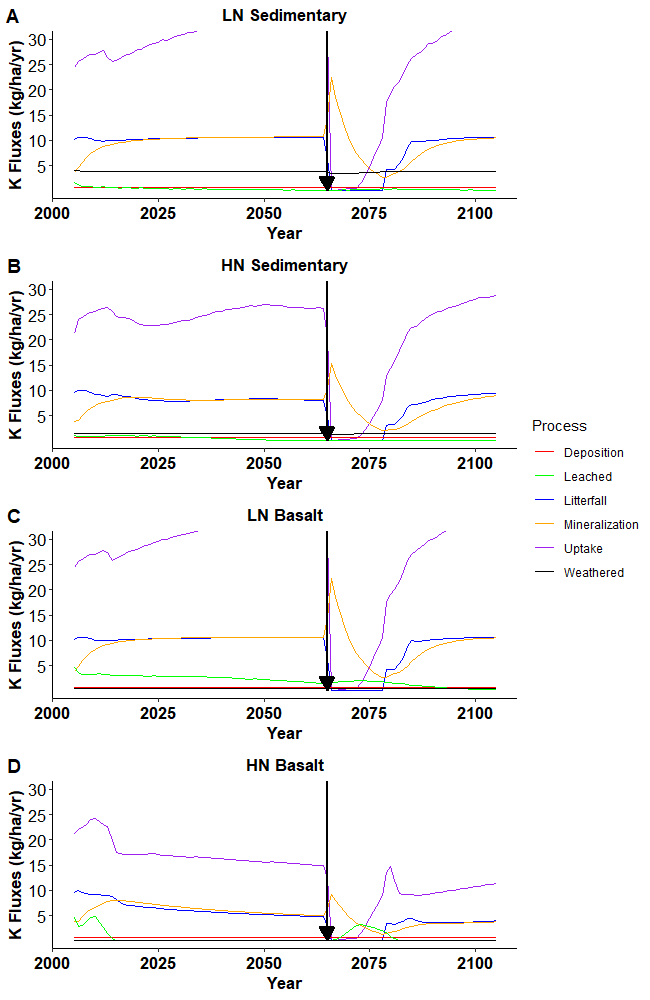 A
LN Sedimentary
K Fluxes (kg/ha/yr)
30
25
20
15
10
5
2000 2025 2050 2075 2100
Year
B
HN Sedimentary
K Fluxes (kg/ha/yr)
30
25
20
15
10
5
2000 2025 2050 2075 2100
Year
C
LN Basalt
K Fluxes (kg/ha/yr)
30
25
20
15
10
5
2000 2025 2050 2075 2100
Year
D
HN Basalt
K Fluxes (kg/ha/yr)
30
25
20
15
10
5
2000 2025 2050 2075 2100
Year
Process
Deposition
Leached
Litterfall
Mineralization
Uptake
Weathered